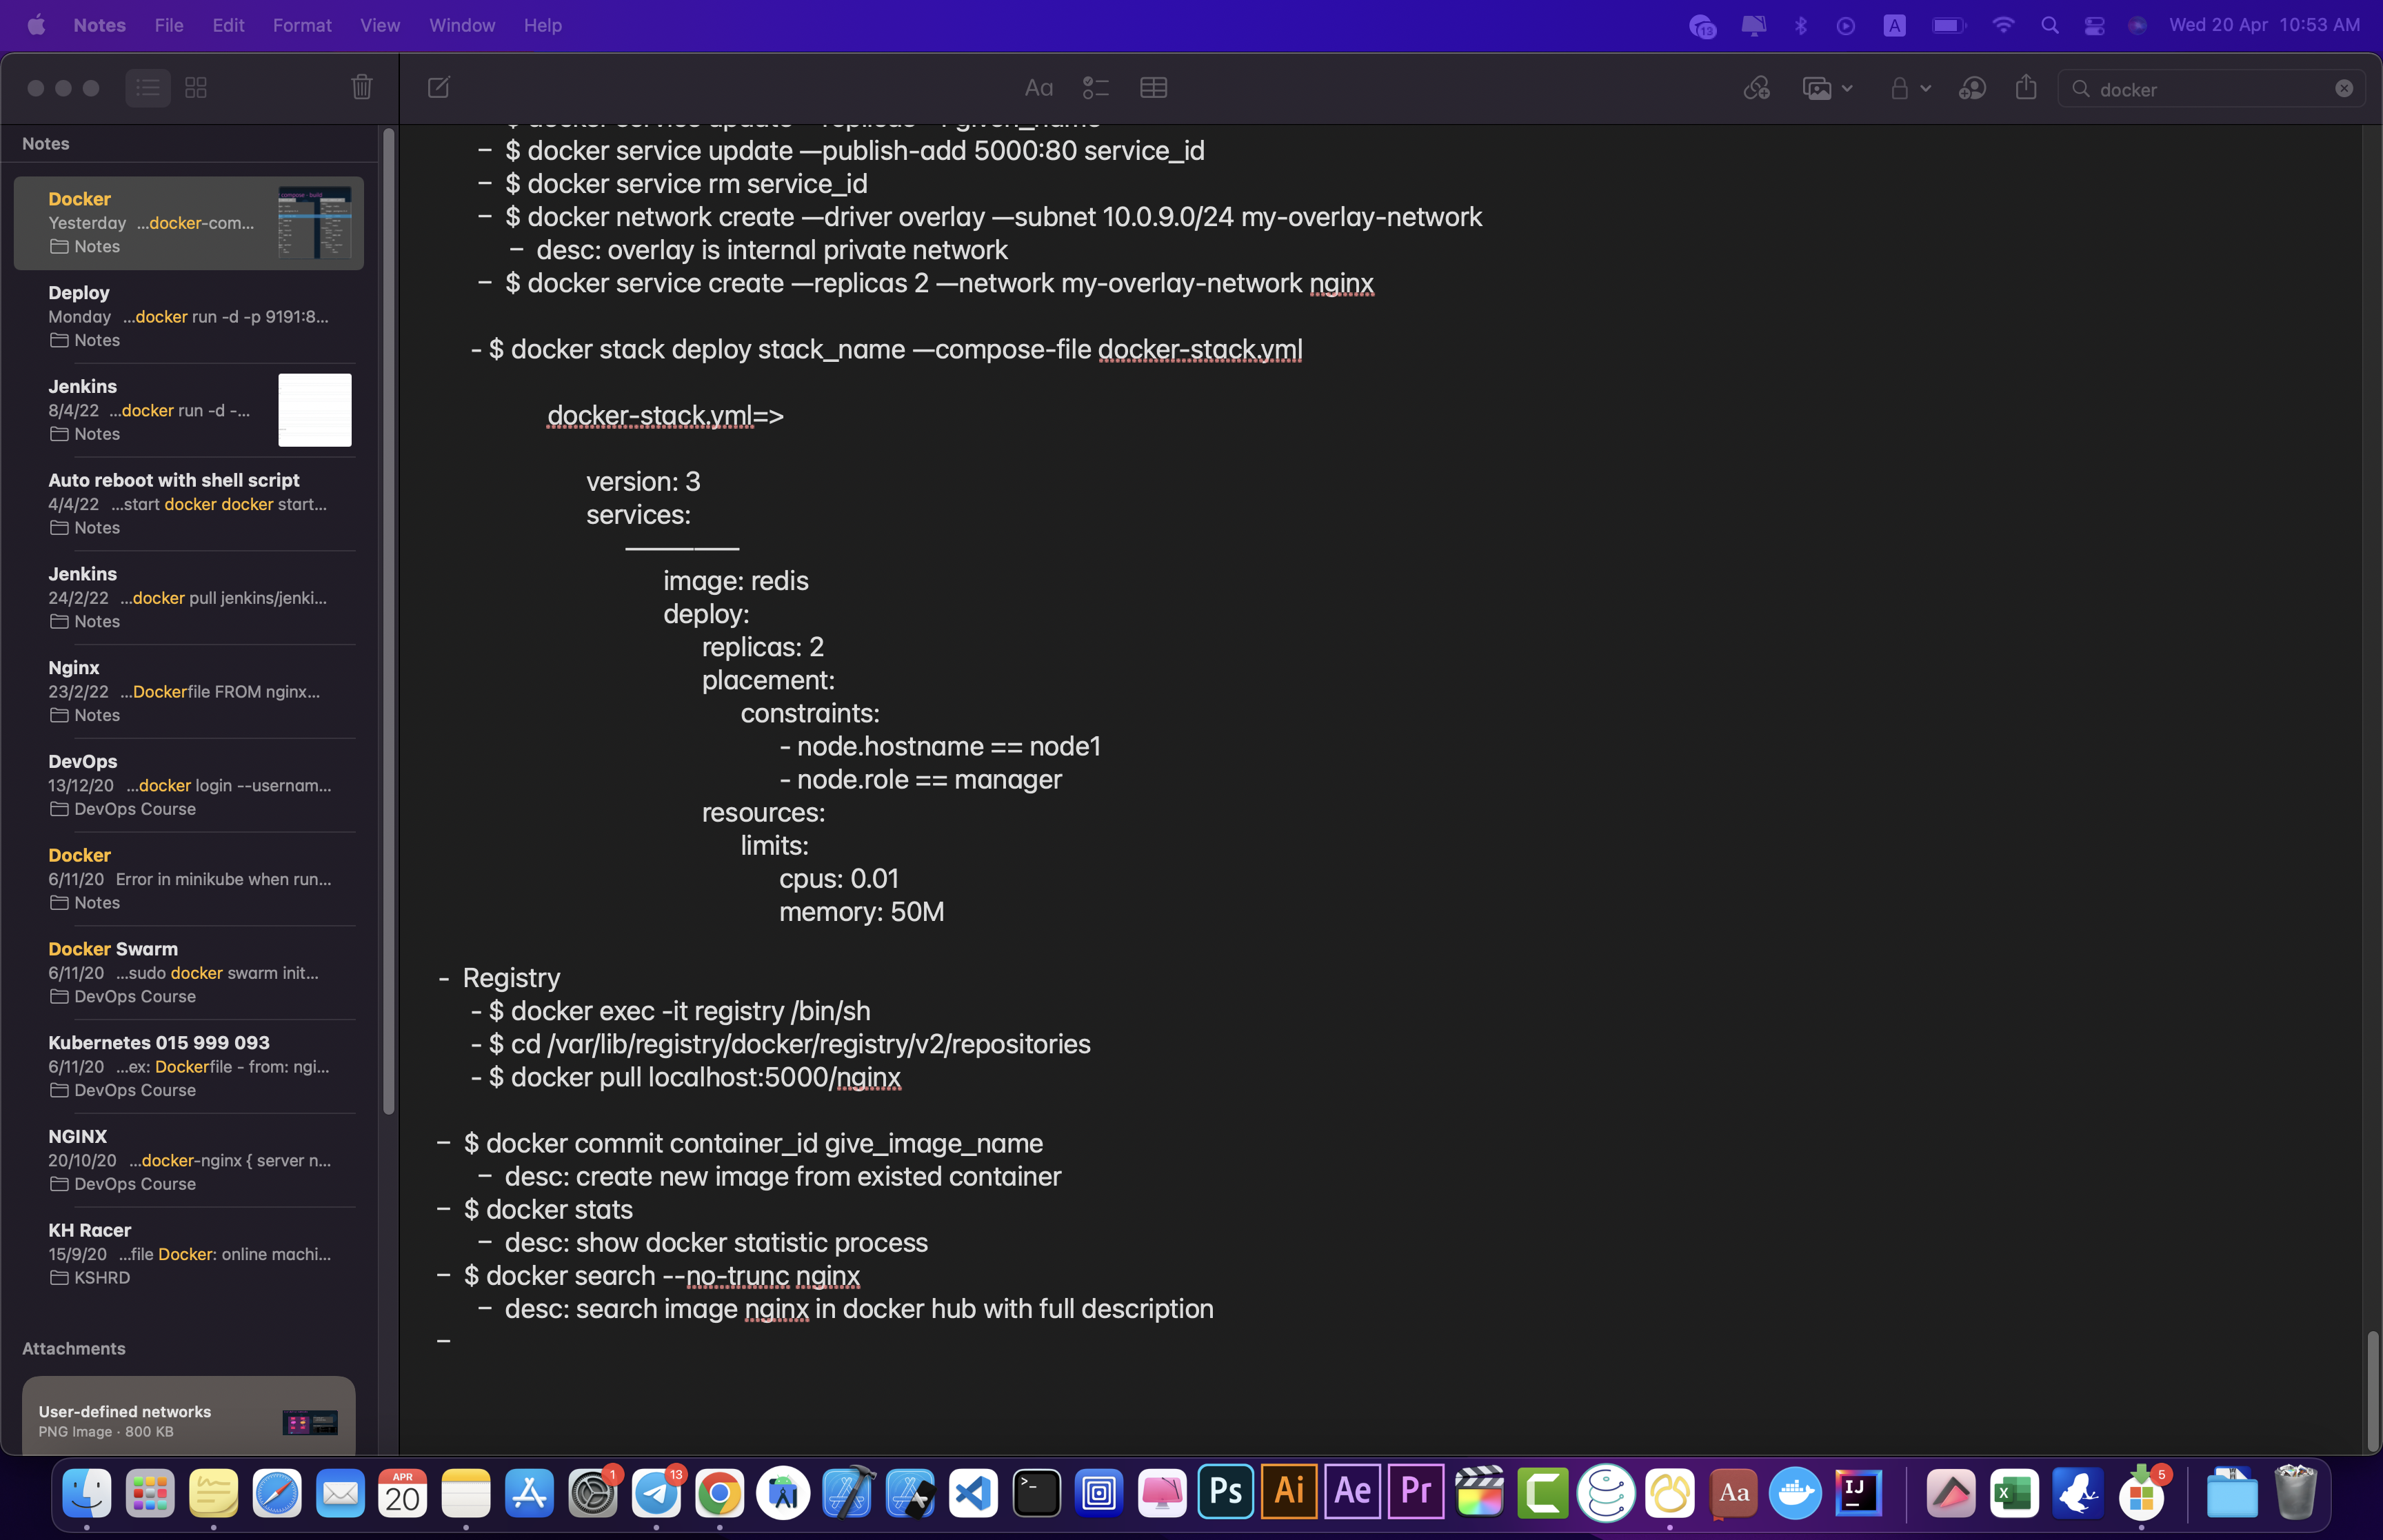 Notes File Edit Format View Window Help
13 A Wed 20 Apr 10:53 AM
Aa
docker
Notes
Docker
Yesterday ...docker-com...
Notes
Deploy
Monday ...docker run -d -p 9191:8...
Notes
Jenkins
8/4/22 ...docker run -d -...
Notes
Auto reboot with shell script
4/4/22 ...start docker docker start...
Notes
Jenkins
24/2/22 ...docker pull jenkins/jenki...
Notes
Nginx
23/2/22 ...Dockerfile FROM nginx...
Notes
DevOps
13/12/20 ...docker login --usernam...
DevOps Course
Docker
6/11/20 Error in minikube when run...
Notes
Docker Swarm
6/11/20 ...sudo docker swarm init...
DevOps Course
Kubernetes 015 999 093
6/11/20 ...ex: Dockerfile - from: ngi...
DevOps Course
NGINX
20/10/20 ...docker-nginx { server n...
DevOps Course
KH Racer
15/9/20 ...file Docker: online machi...
KSHRD
Attachments
User-defined networks
PNG Image · 800 KB
– $ docker service update —publish-add 5000:80 service_id
– $ docker service rm service_id
– $ docker network create —driver overlay —subnet 10.0.9.0/24 my-overlay-network
– desc: overlay is internal private network
– $ docker service create —replicas 2 —network my-overlay-network nginx
- $ docker stack deploy stack_name —compose-file docker-stack.yml
docker-stack.yml=>
version: 3
services:
—————
image: redis
deploy:
replicas: 2
placement:
constraints:
- node.hostname == node1
- node.role == manager
resources:
limits:
cpus: 0.01
memory: 50M
- Registry
- $ docker exec -it registry /bin/sh
- $ cd /var/lib/registry/docker/registry/v2/repositories
- $ docker pull localhost:5000/nginx
– $ docker commit container_id give_image_name
– desc: create new image from existed container
– $ docker stats
– desc: show docker statistic process
– $ docker search --no-trunc nginx
– desc: search image nginx in docker hub with full description
–
APR
20 1 13 >_ Ps Ai Ae Pr C Aa IJ X 5